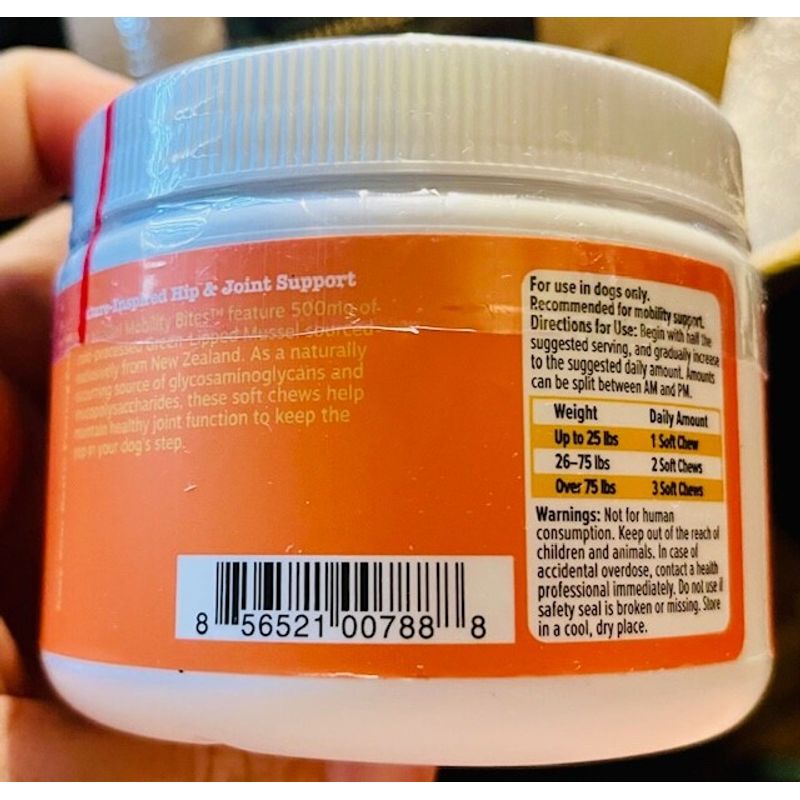 -Inspired Hip & Joint Support
Mobility Bites™ feature 500mg of
Green Lipped Mussel sourced
exclusively from New Zealand. As a naturally
occurring source of glycosaminoglycans and
mucopolysaccharides, these soft chews help
maintain healthy joint function to keep the
in your dog's step.
8 56521 00788 8
For use in dogs only.
Recommended for mobility support.
Directions for Use: Begin with half the
suggested serving, and gradually increase
to the suggested daily amount. Amounts
can be split between AM and PM.
Weight Daily Amount
Up to 25 lbs 1 Soft Chew
26–75 lbs 2 Soft Chews
Over 75 lbs 3 Soft Chews
Warnings: Not for human
consumption. Keep out of the reach of
children and animals. In case of
accidental overdose, contact a health
professional immediately. Do not use if
safety seal is broken or missing. Store
in a cool, dry place.